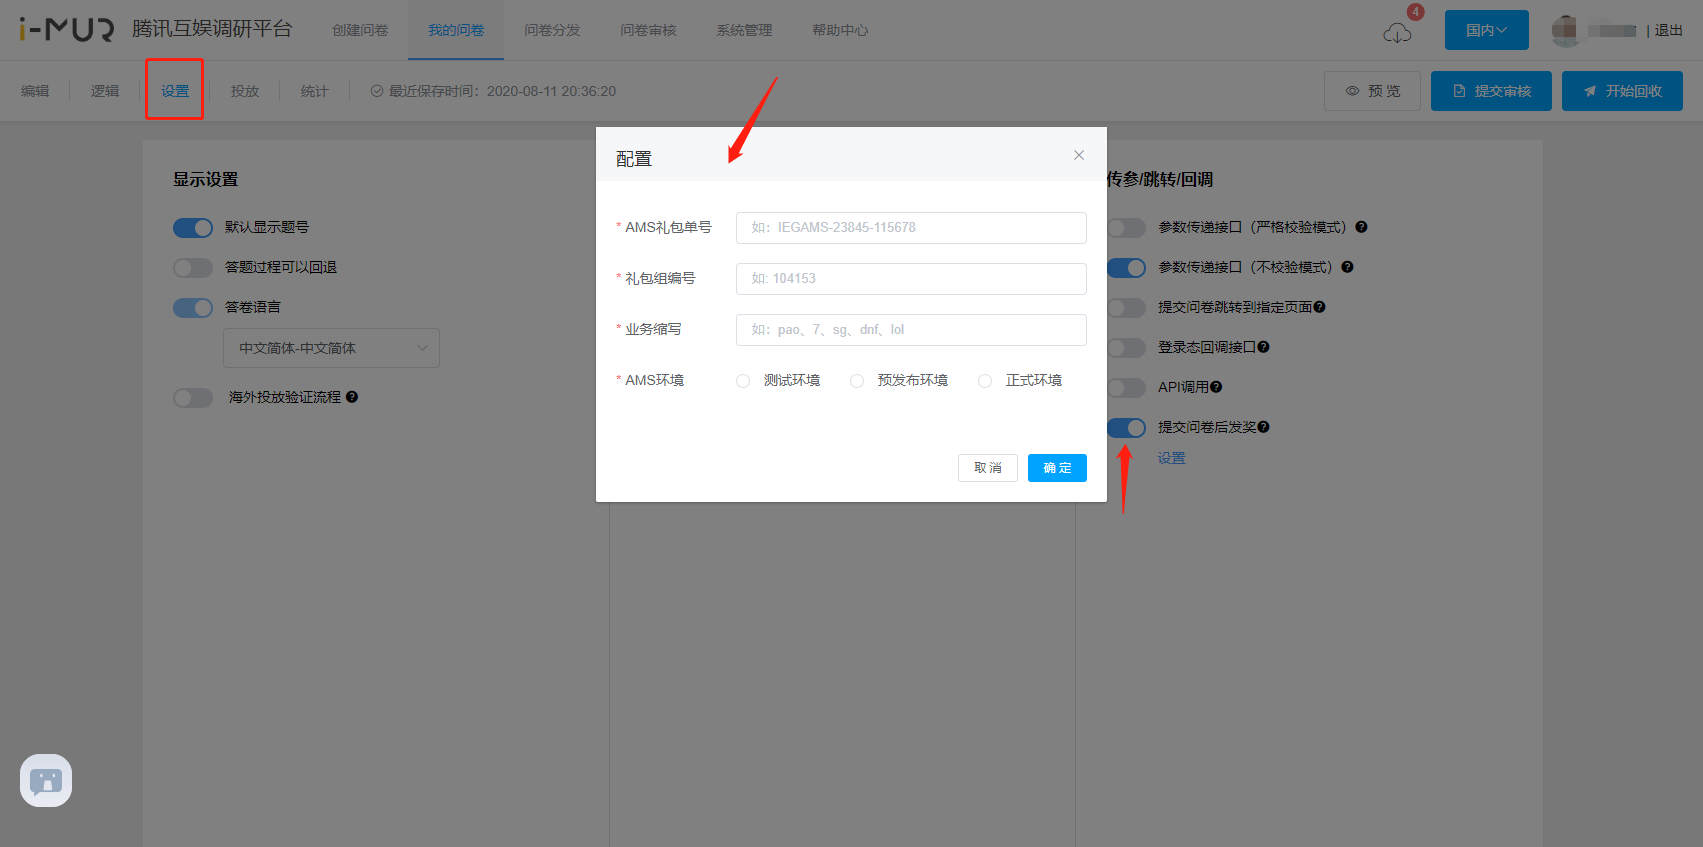 i-MUR 腾讯互娱调研平台 创建问卷 我的问卷 问卷分发 问卷审核 系统管理 帮助中心 4 国内 | 退出
编辑 逻辑 设置 投放 统计 最近保存时间：2020-08-11 20:36:20 预 览 提交审核 开始回收
显示设置
默认显示题号
答题过程可以回退
答卷语言
中文简体-中文简体
海外投放验证流程
配置
* AMS礼包单号 如：IEGAMS-23845-115678
* 礼包组编号 如: 104153
* 业务缩写 如：pao、7、sg、dnf、lol
* AMS环境 测试环境 预发布环境 正式环境
取 消 确 定
传参/跳转/回调
参数传递接口（严格校验模式）
参数传递接口（不校验模式）
提交问卷跳转到指定页面
登录态回调接口
API调用
提交问卷后发奖
设置